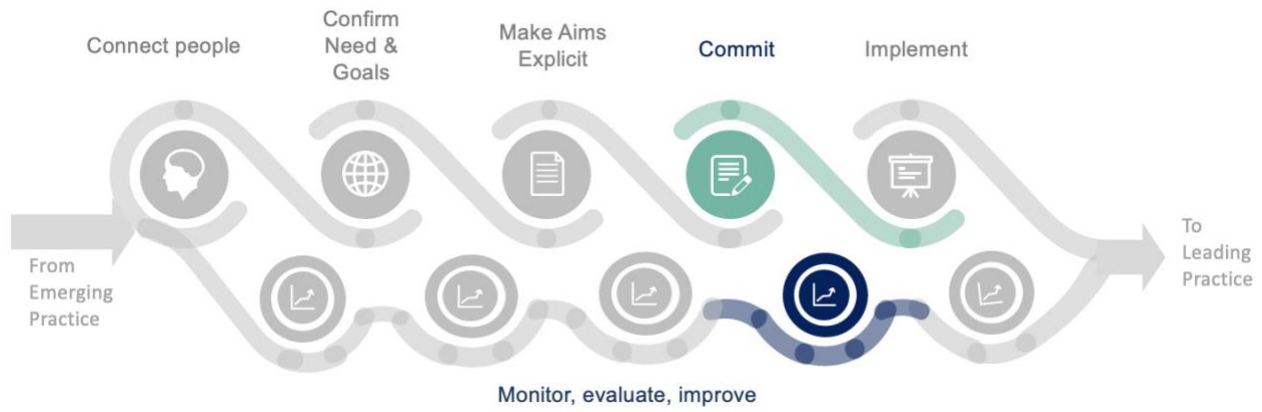 Connect people
Confirm
Need &
Goals
Make Aims
Explicit
Commit
Implement
From
Emerging
Practice
To
Leading
Practice
Monitor, evaluate, improve